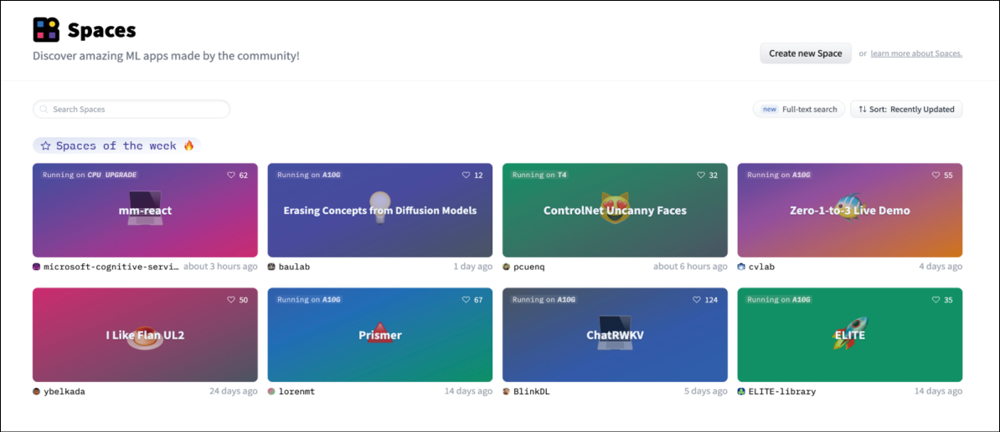 Spaces
Discover amazing ML apps made by the community!
Create new Space or learn more about Spaces.
Search Spaces
new Full-text search
Sort: Recently Updated
Spaces of the week 🔥
Running on CPU UPGRADE 62
mm-react
microsoft-cognitive-servi… about 3 hours ago
Running on A10G 12
Erasing Concepts from Diffusion Models
baulab 1 day ago
Running on T4 32
ControlNet Uncanny Faces
pcuenq about 6 hours ago
Running on A10G 55
Zero-1-to-3 Live Demo
cvlab 4 days ago
50
I Like Flan UL2
ybelkada 24 days ago
Running on A10G 67
Prismer
lorenmt 14 days ago
Running on A10G 124
ChatRWKV
BlinkDL 5 days ago
Running on A10G 35
ELITE
ELITE-library 14 days ago